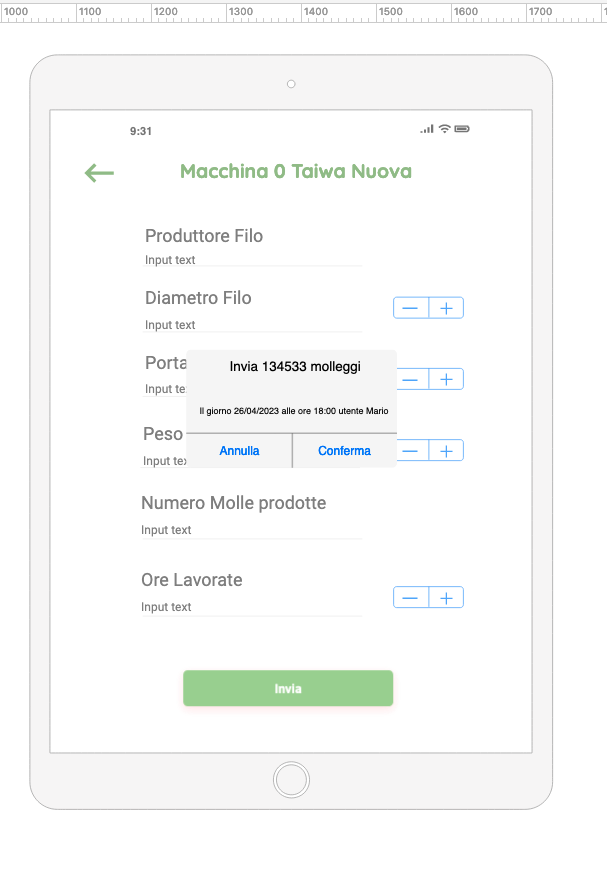 1000 1100 1200 1300 1400 1500 1600 1700
9:31
Macchina 0 Taiwa Nuova
Produttore Filo
Input text
Diametro Filo
Input text
Porta
Input te
Invia 134533 molleggi
Il giorno 26/04/2023 alle ore 18:00 utente Mario
Annulla Conferma
Peso
Input tex
Numero Molle prodotte
Input text
Ore Lavorate
Input text
Invia